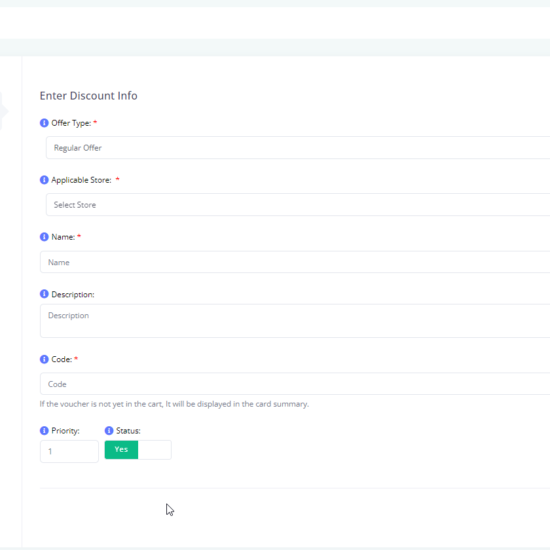 Enter Discount Info
Offer Type: *
Regular Offer
Applicable Store: *
Select Store
Name: *
Name
Description:
Description
Code: *
Code
If the voucher is not yet in the cart, It will be displayed in the card summary.
Priority: Status:
1 Yes